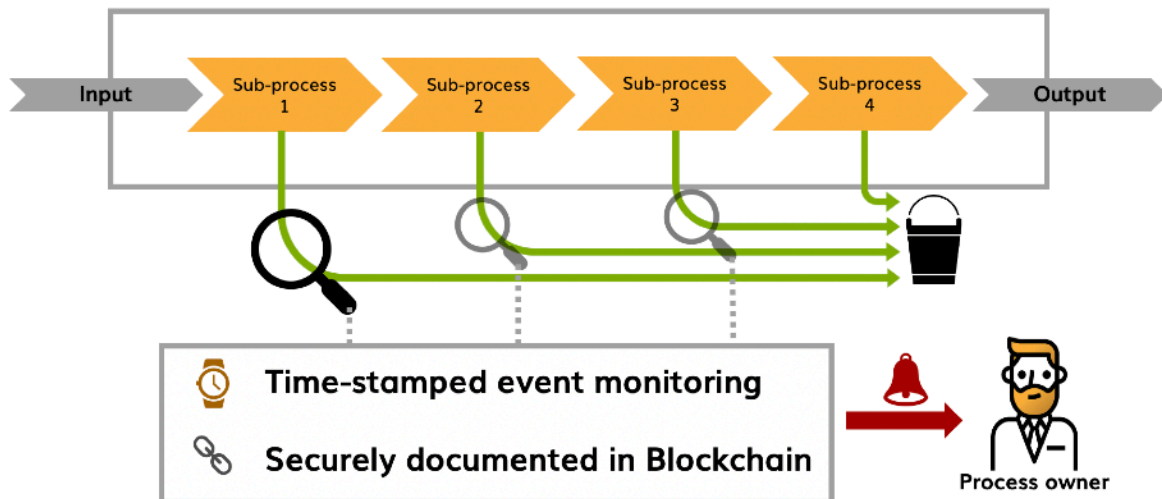 Input
Sub-process
1
Sub-process
2
Sub-process
3
Sub-process
4
Output
Time-stamped event monitoring
Securely documented in Blockchain
Process owner